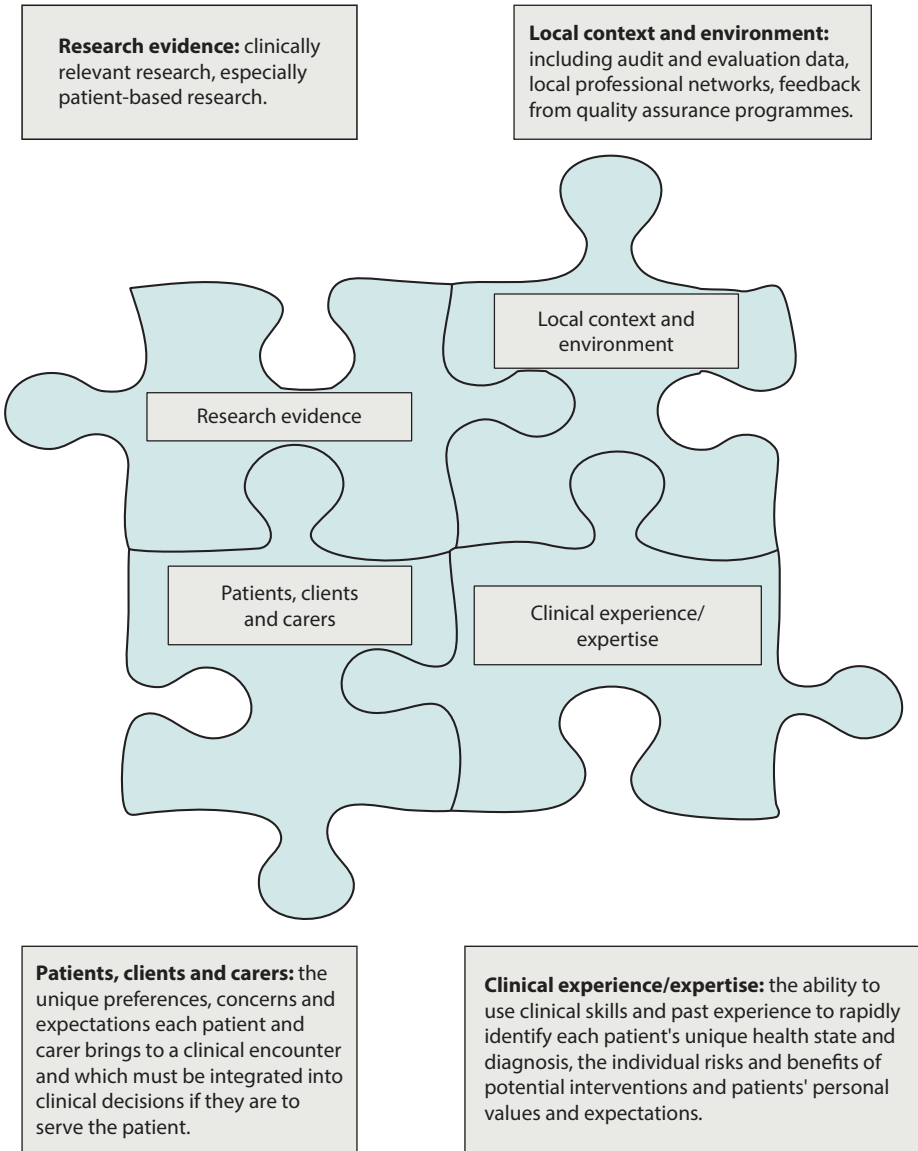 Research evidence: clinically
relevant research, especially
patient-based research.
Local context and environment:
including audit and evaluation data,
local professional networks, feedback
from quality assurance programmes.
Local context and
environment
Research evidence
Patients, clients
and carers
Clinical experience/
expertise
Patients, clients and carers: the
unique preferences, concerns and
expectations each patient and
carer brings to a clinical encounter
and which must be integrated into
clinical decisions if they are to
serve the patient.
Clinical experience/expertise: the ability to
use clinical skills and past experience to rapidly
identify each patient's unique health state and
diagnosis, the individual risks and benefits of
potential interventions and patients' personal
values and expectations.